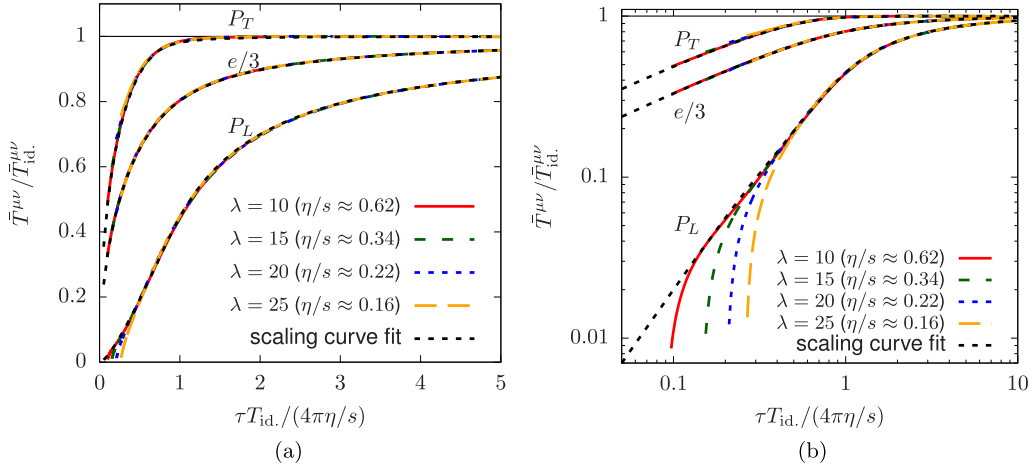 P_T
e/3
P_L
λ = 10 (η/s ≈ 0.62)
λ = 15 (η/s ≈ 0.34)
λ = 20 (η/s ≈ 0.22)
λ = 25 (η/s ≈ 0.16)
scaling curve fit
T̄^{μν}/T̄^{μν}_{id.}
1
0.8
0.6
0.4
0.2
0
0 1 2 3 4 5
τT_{id.}/(4πη/s)
(a)
P_T
e/3
P_L
λ = 10 (η/s ≈ 0.62)
λ = 15 (η/s ≈ 0.34)
λ = 20 (η/s ≈ 0.22)
λ = 25 (η/s ≈ 0.16)
scaling curve fit
T̄^{μν}/T̄^{μν}_{id.}
1
0.1
0.01
0.1 1 10
τT_{id.}/(4πη/s)
(b)